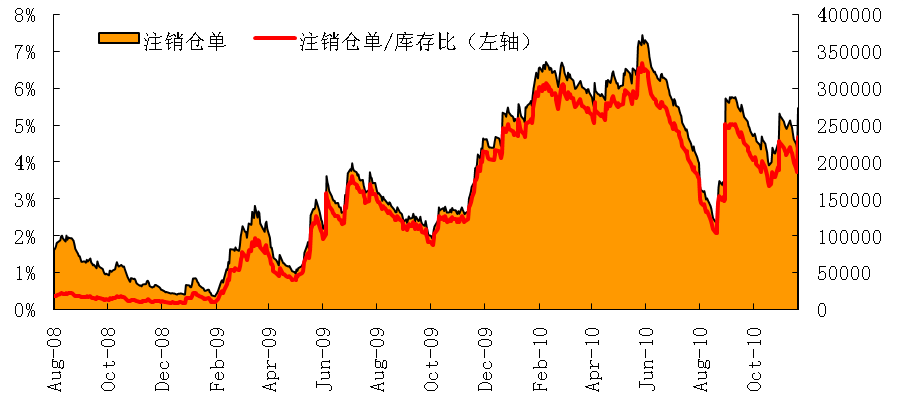 注销仓单
注销仓单/库存比（左轴）
8%
7%
6%
5%
4%
3%
2%
1%
0%
400000
350000
300000
250000
200000
150000
100000
50000
0
Aug-08
Oct-08
Dec-08
Feb-09
Apr-09
Jun-09
Aug-09
Oct-09
Dec-09
Feb-10
Apr-10
Jun-10
Aug-10
Oct-10